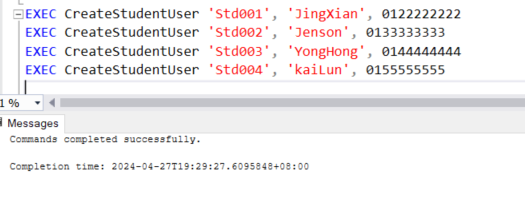 EXEC CreateStudentUser 'Std001', 'JingXian', 0122222222
EXEC CreateStudentUser 'Std002', 'Jenson', 0133333333
EXEC CreateStudentUser 'Std003', 'YongHong', 0144444444
EXEC CreateStudentUser 'Std004', 'kaiLun', 0155555555
1 %
Messages
Commands completed successfully.
Completion time: 2024-04-27T19:29:27.6095848+08:00